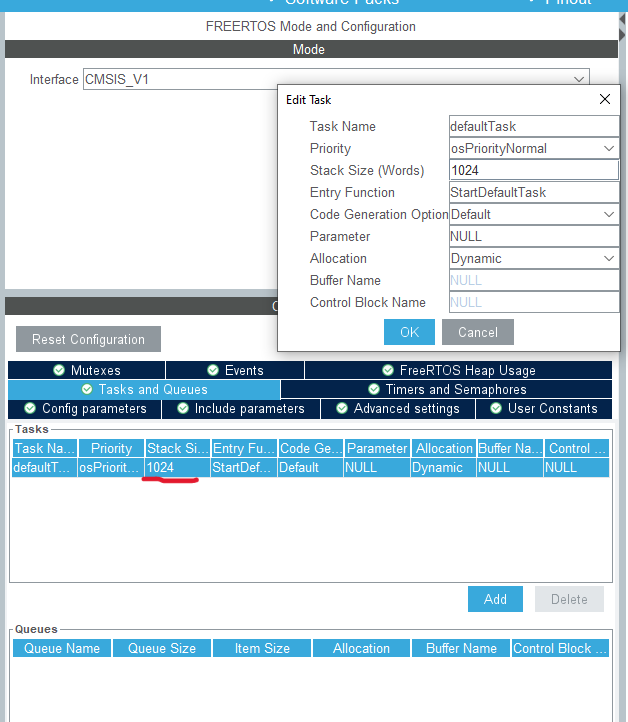 Software Packs
Pinout
FREERTOS Mode and Configuration
Mode
Interface CMSIS_V1
Edit Task
Task Name defaultTask
Priority osPriorityNormal
Stack Size (Words) 1024
Entry Function StartDefaultTask
Code Generation Option Default
Parameter NULL
Allocation Dynamic
Buffer Name NULL
Control Block Name NULL
OK Cancel
Reset Configuration
Mutexes Events FreeRTOS Heap Usage
Tasks and Queues Timers and Semaphores
Config parameters Include parameters Advanced settings User Constants
Tasks
Task Na... Priority Stack Si... Entry Fu... Code Ge... Parameter Allocation Buffer Na... Control ...
defaultT... osPriorit... 1024 StartDef... Default NULL Dynamic NULL NULL
Add Delete
Queues
Queue Name Queue Size Item Size Allocation Buffer Name Control Block ...